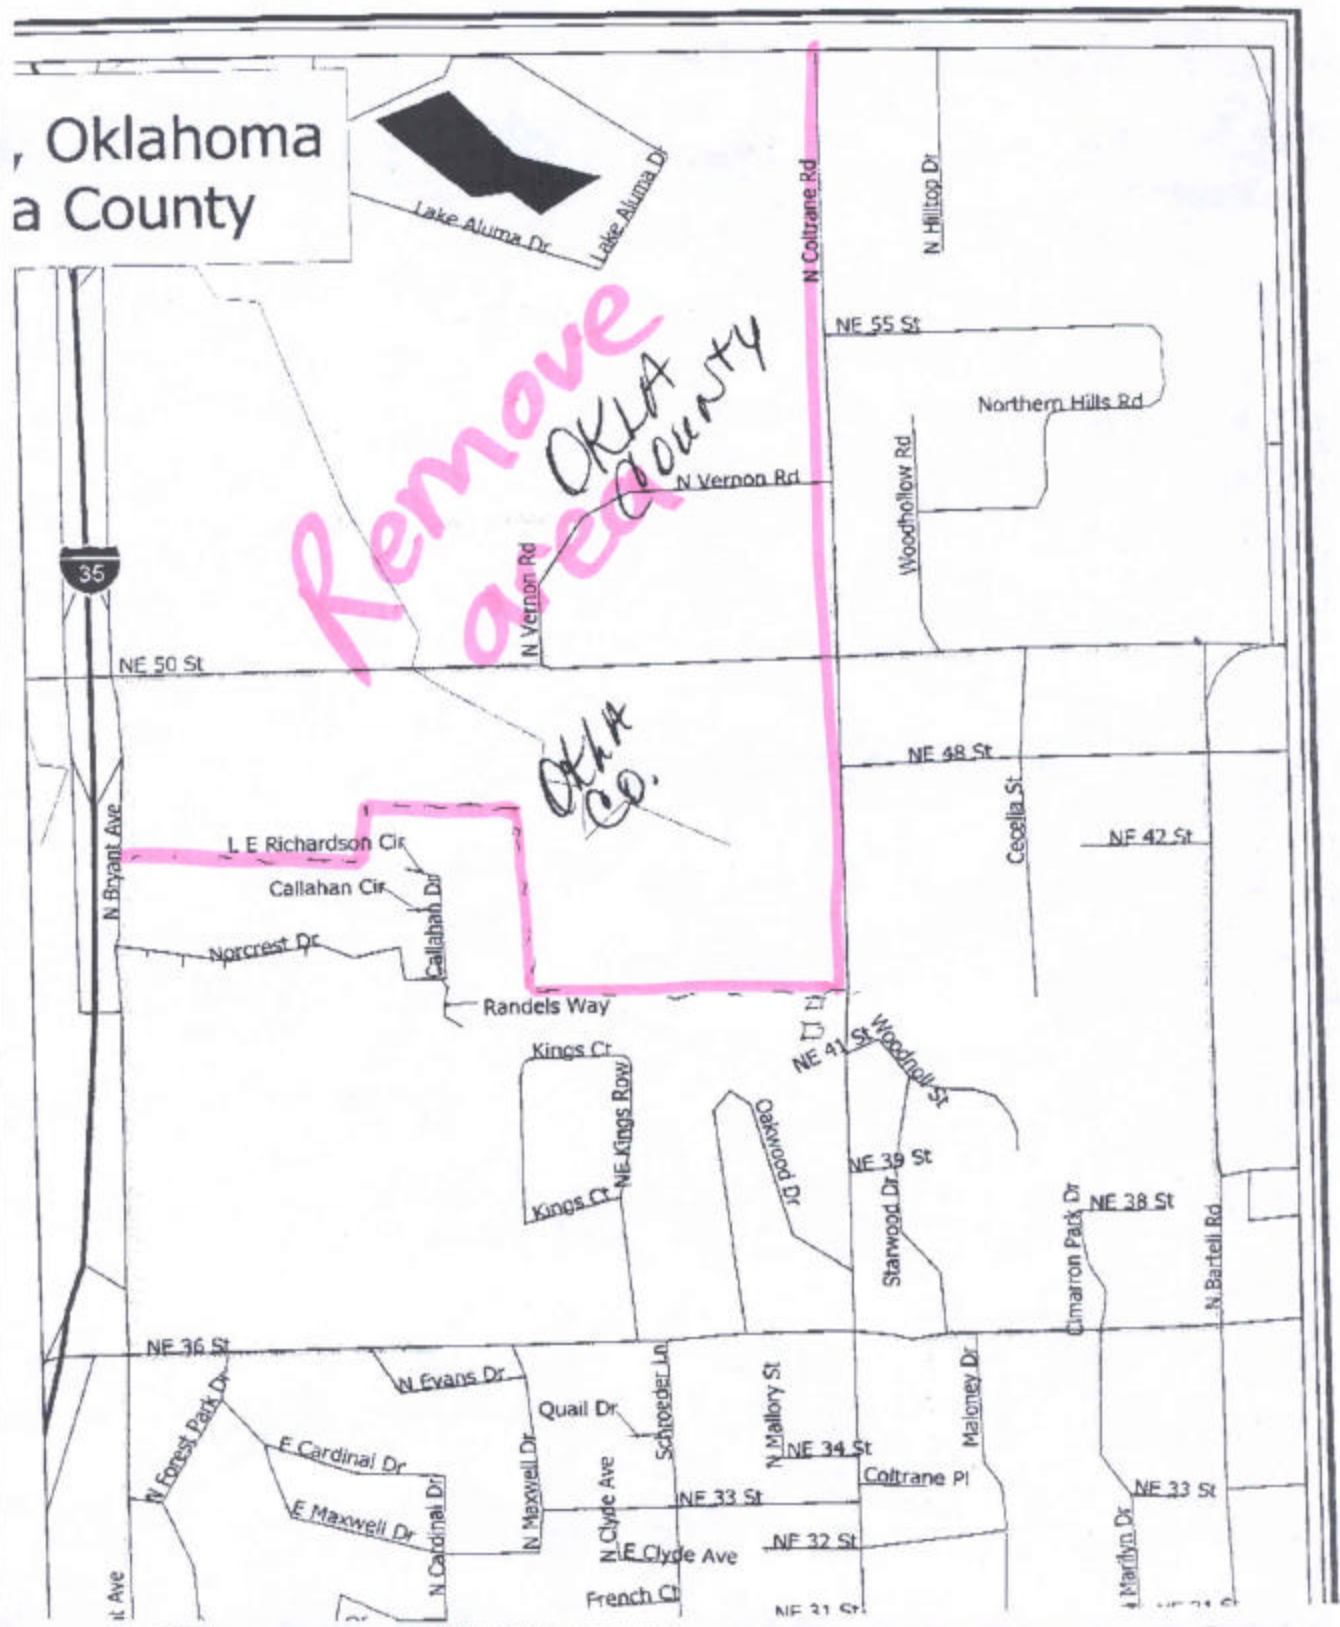 , Oklahoma
a County
Lake Aluma Dr
Lake Aluma Dr
N Coltrane Rd
N Hilltop Dr
NE 55 St
Northern Hills Rd
Woodhollow Rd
Remove
area
OKLA
COUNTY
N Vernon Rd
N Vernon Rd
35
NE 50 St
OKLA
CO.
NE 48 St
Cecelia St
NE 42 St
N Bryant Ave
L E Richardson Cir
Callahan Cir
Callahan Dr
Norcrest Dr
Randels Way
Kings Ct
NE Kings Row
Kings Ct
NE 41 St
Woodnoll St
Oakwood Dr
NE 39 St
Starwood Dr
Cimarron Park Dr
NE 38 St
N Bartell Rd
NE 36 St
N Evans Dr
N Forest Park Dr
Quail Dr
Schroeder Ln
N Mallory St
Maloney Dr
E Cardinal Dr
NE 34 St
Coltrane Pl
N Maxwell Dr
N Clyde Ave
NE 33 St
NE 33 St
E Maxwell Dr
N Cardinal Dr
E Clyde Ave
NE 32 St
Marilyn Dr
French Ct
NE 31 St
Ave
Dr